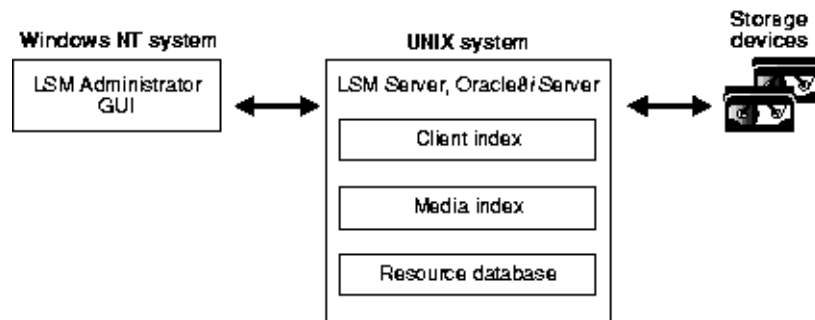 Windows NT system
LSM Administrator
GUI
UNIX system
LSM Server, Oracle8i Server
Client index
Media index
Resource database
Storage
devices